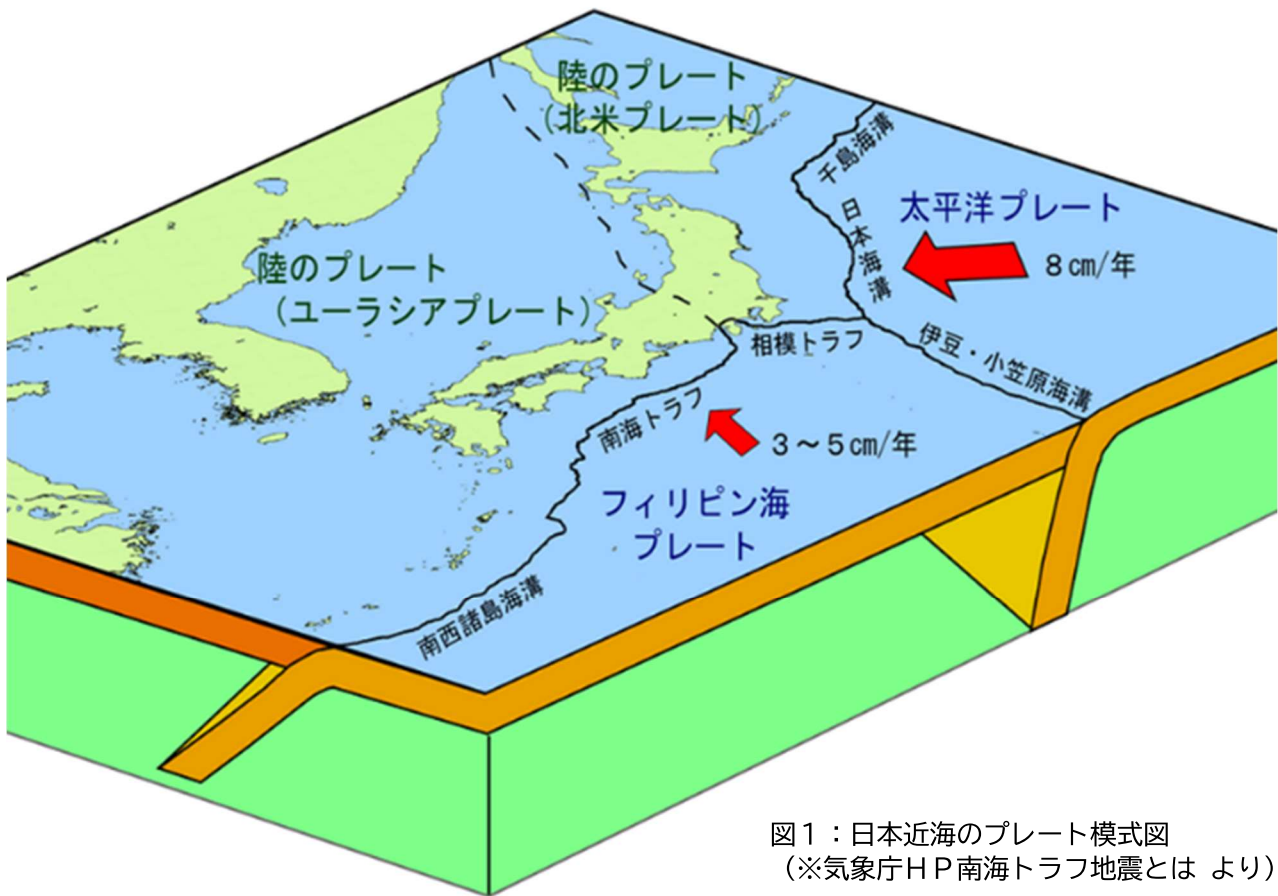 陸のプレート
（北米プレート）
千島海溝
日本海溝
太平洋プレート
8cm/年
陸のプレート
（ユーラシアプレート）
相模トラフ
伊豆・小笠原海溝
南海トラフ
3～5cm/年
フィリピン海
プレート
南西諸島海溝
図１：日本近海のプレート模式図
（※気象庁ＨＰ南海トラフ地震とは より）